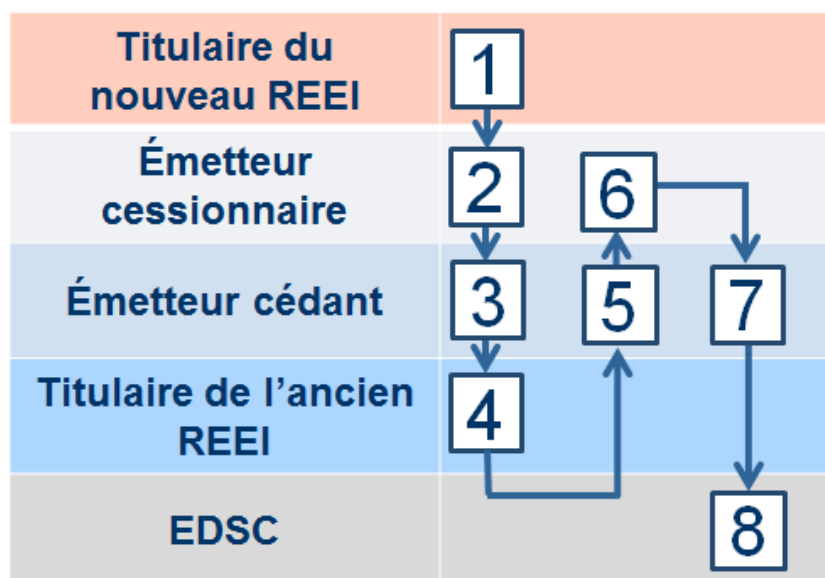 Titulaire du
nouveau REEI
1
Émetteur
cessionnaire
2
6
Émetteur cédant
3
5
7
Titulaire de l'ancien
REEI
4
EDSC
8